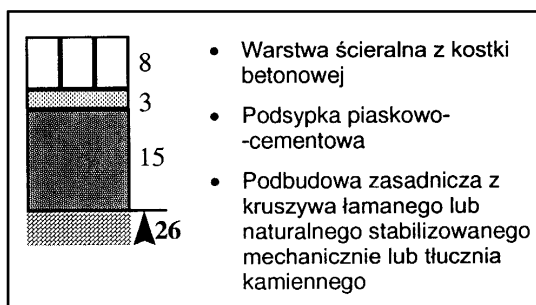 8
3
15
26
• Warstwa ścieralna z kostki
betonowej
• Podsypka piaskowo-
-cementowa
• Podbudowa zasadnicza z
kruszywa łamanego lub
naturalnego stabilizowanego
mechanicznie lub tłucznia
kamiennego